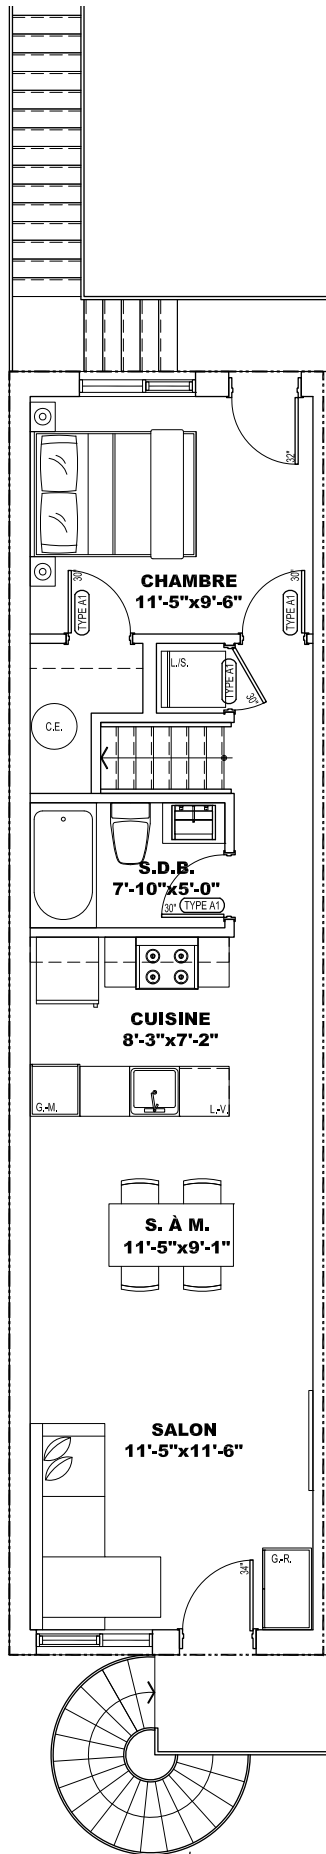 32"
CHAMBRE
11'-5"x9'-6"
30"
TYPE A1
30"
TYPE A1
L./S.
TYPE A1
30"
C.E.
S.D.B.
7'-10"x5'-0"
30"
TYPE A1
CUISINE
8'-3"x7'-2"
G.-M.
L.-V.
S. À M.
11'-5"x9'-1"
SALON
11'-5"x11'-6"
34"
G.-R.